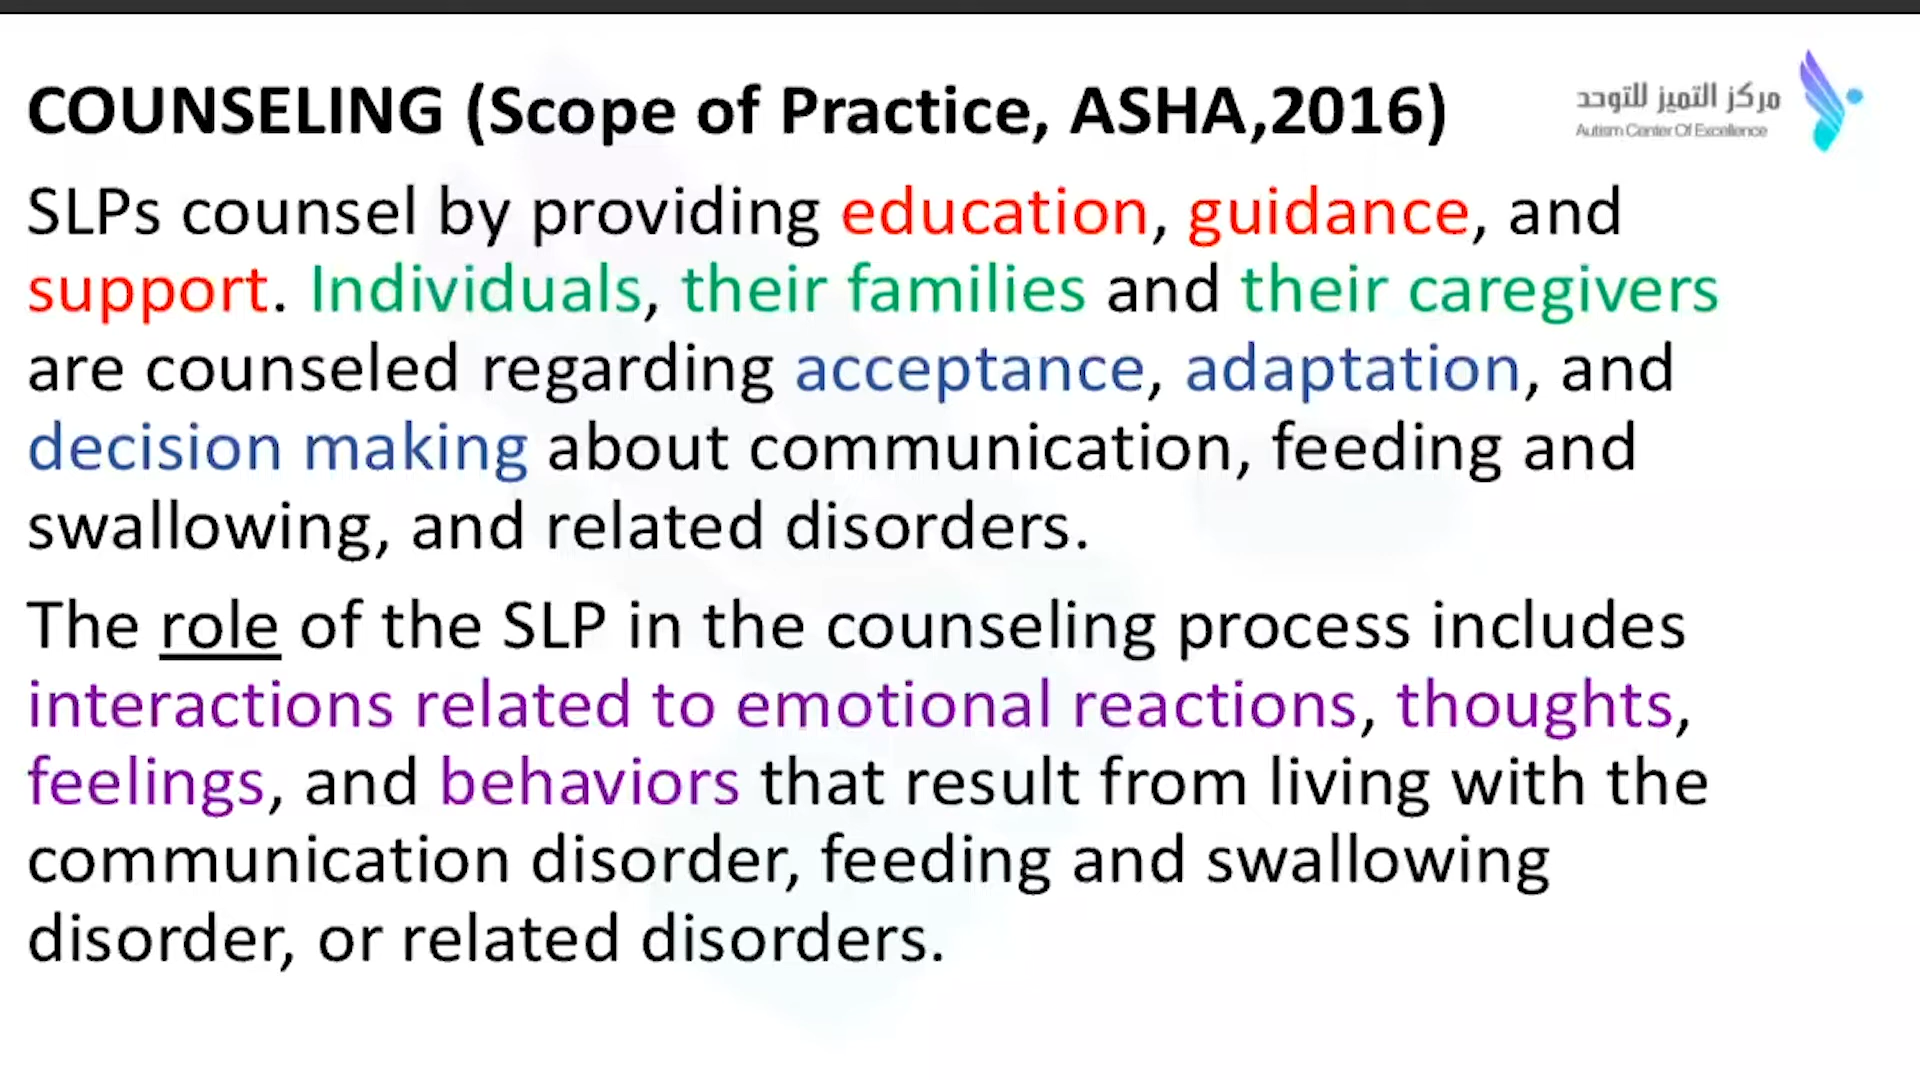 COUNSELING (Scope of Practice, ASHA,2016)
مركز التميز للتوحد
Autism Center Of Excellence
SLPs counsel by providing education, guidance, and
support. Individuals, their families and their caregivers
are counseled regarding acceptance, adaptation, and
decision making about communication, feeding and
swallowing, and related disorders.
The role of the SLP in the counseling process includes
interactions related to emotional reactions, thoughts,
feelings, and behaviors that result from living with the
communication disorder, feeding and swallowing
disorder, or related disorders.